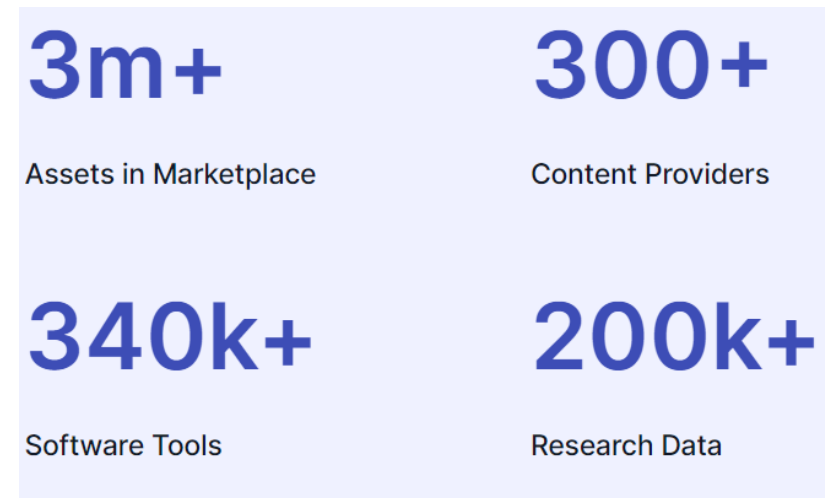 3m+
300+
Assets in Marketplace
Content Providers
340k+
200k+
Software Tools
Research Data